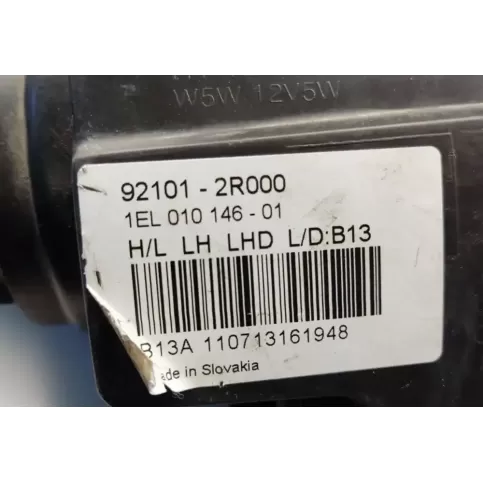 W5W 12V5W
92101 - 2R000
1EL 010 146 - 01
H/L LH LHD L/D:B13
B13A 110713161948
ade in Slovakia